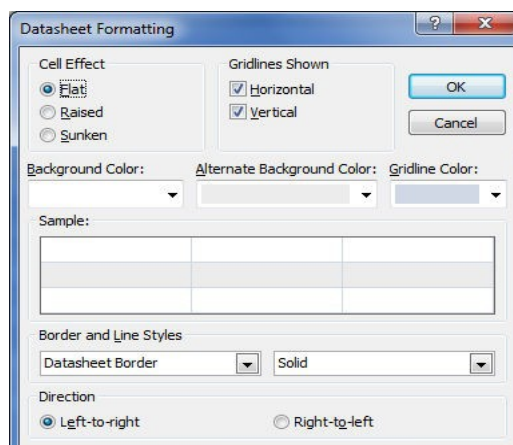 Datasheet Formatting
Cell Effect
Flat
Raised
Sunken
Gridlines Shown
Horizontal
Vertical
OK
Cancel
Background Color:
Alternate Background Color:
Gridline Color:
Sample:
Border and Line Styles
Datasheet Border
Solid
Direction
Left-to-right
Right-to-left